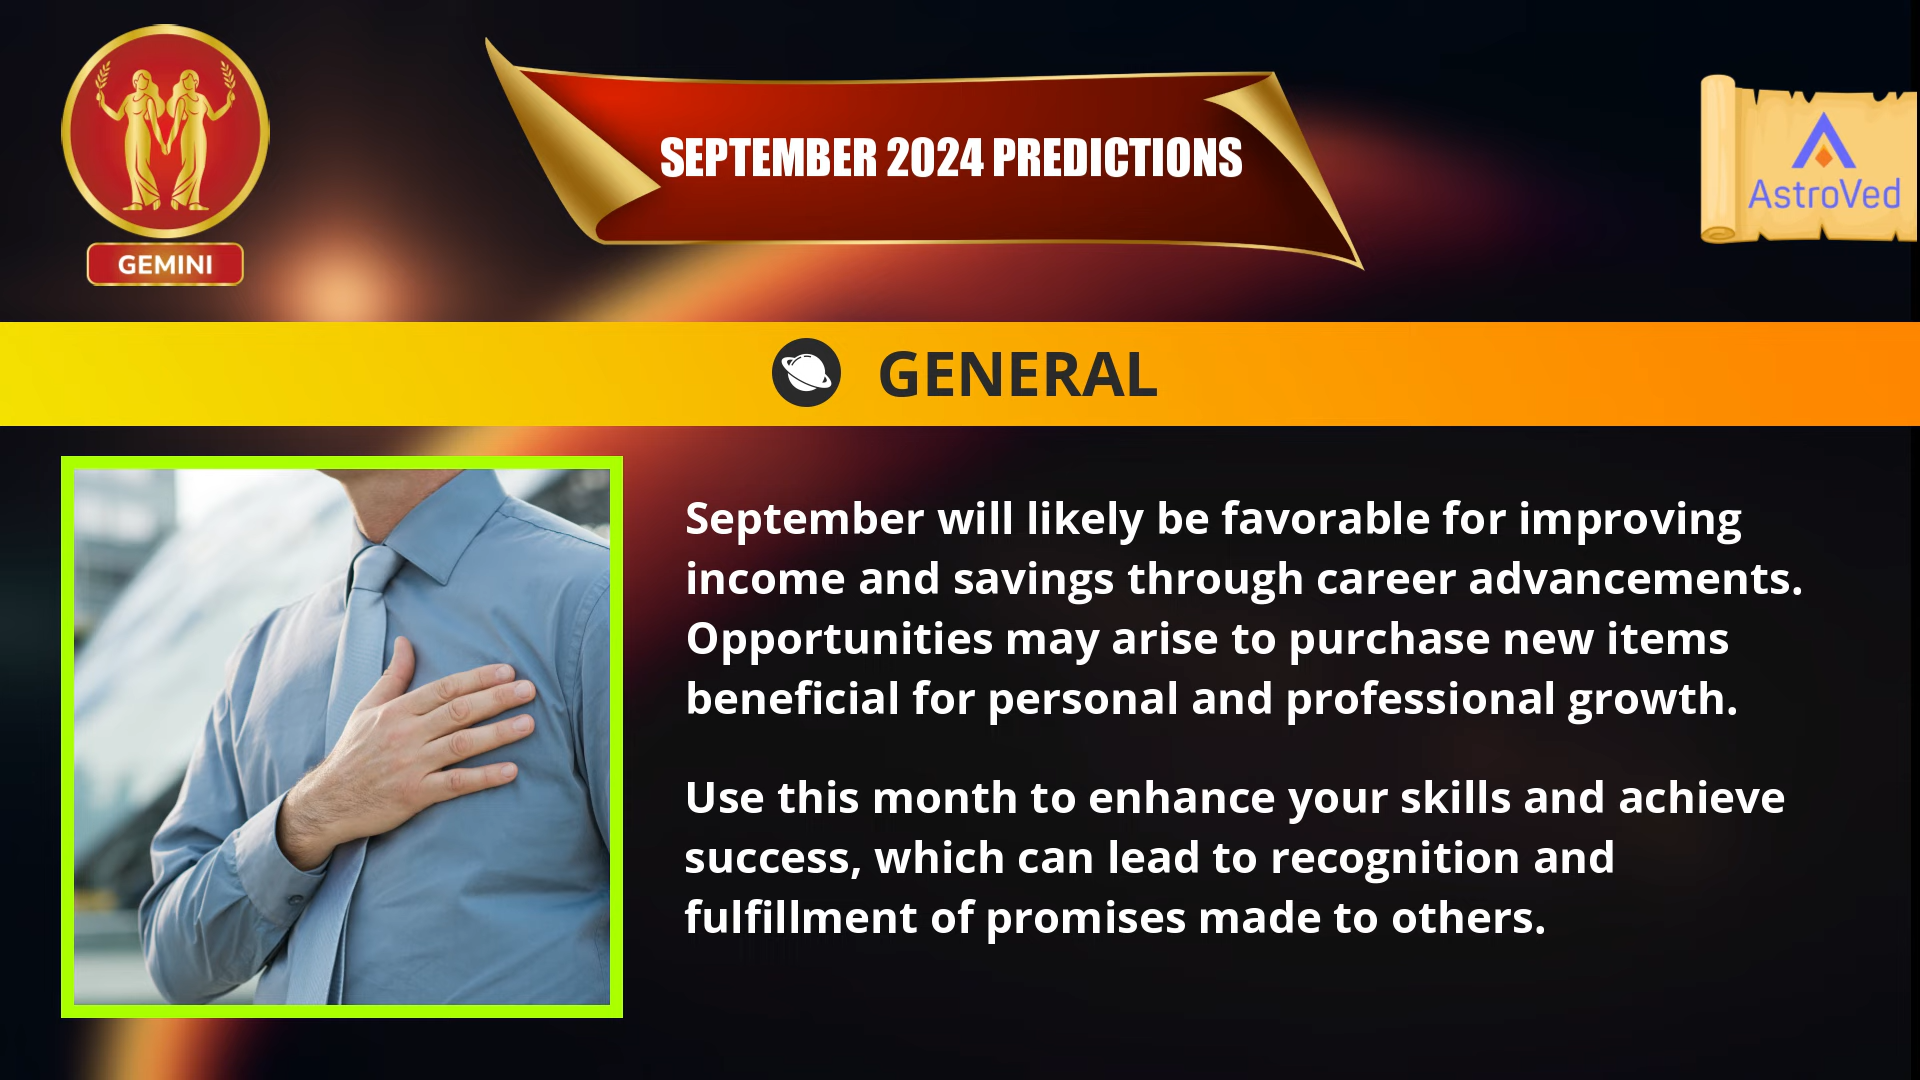 GEMINI
SEPTEMBER 2024 PREDICTIONS
AstroVed
GENERAL
September will likely be favorable for improving
income and savings through career advancements.
Opportunities may arise to purchase new items
beneficial for personal and professional growth.
Use this month to enhance your skills and achieve
success, which can lead to recognition and
fulfillment of promises made to others.